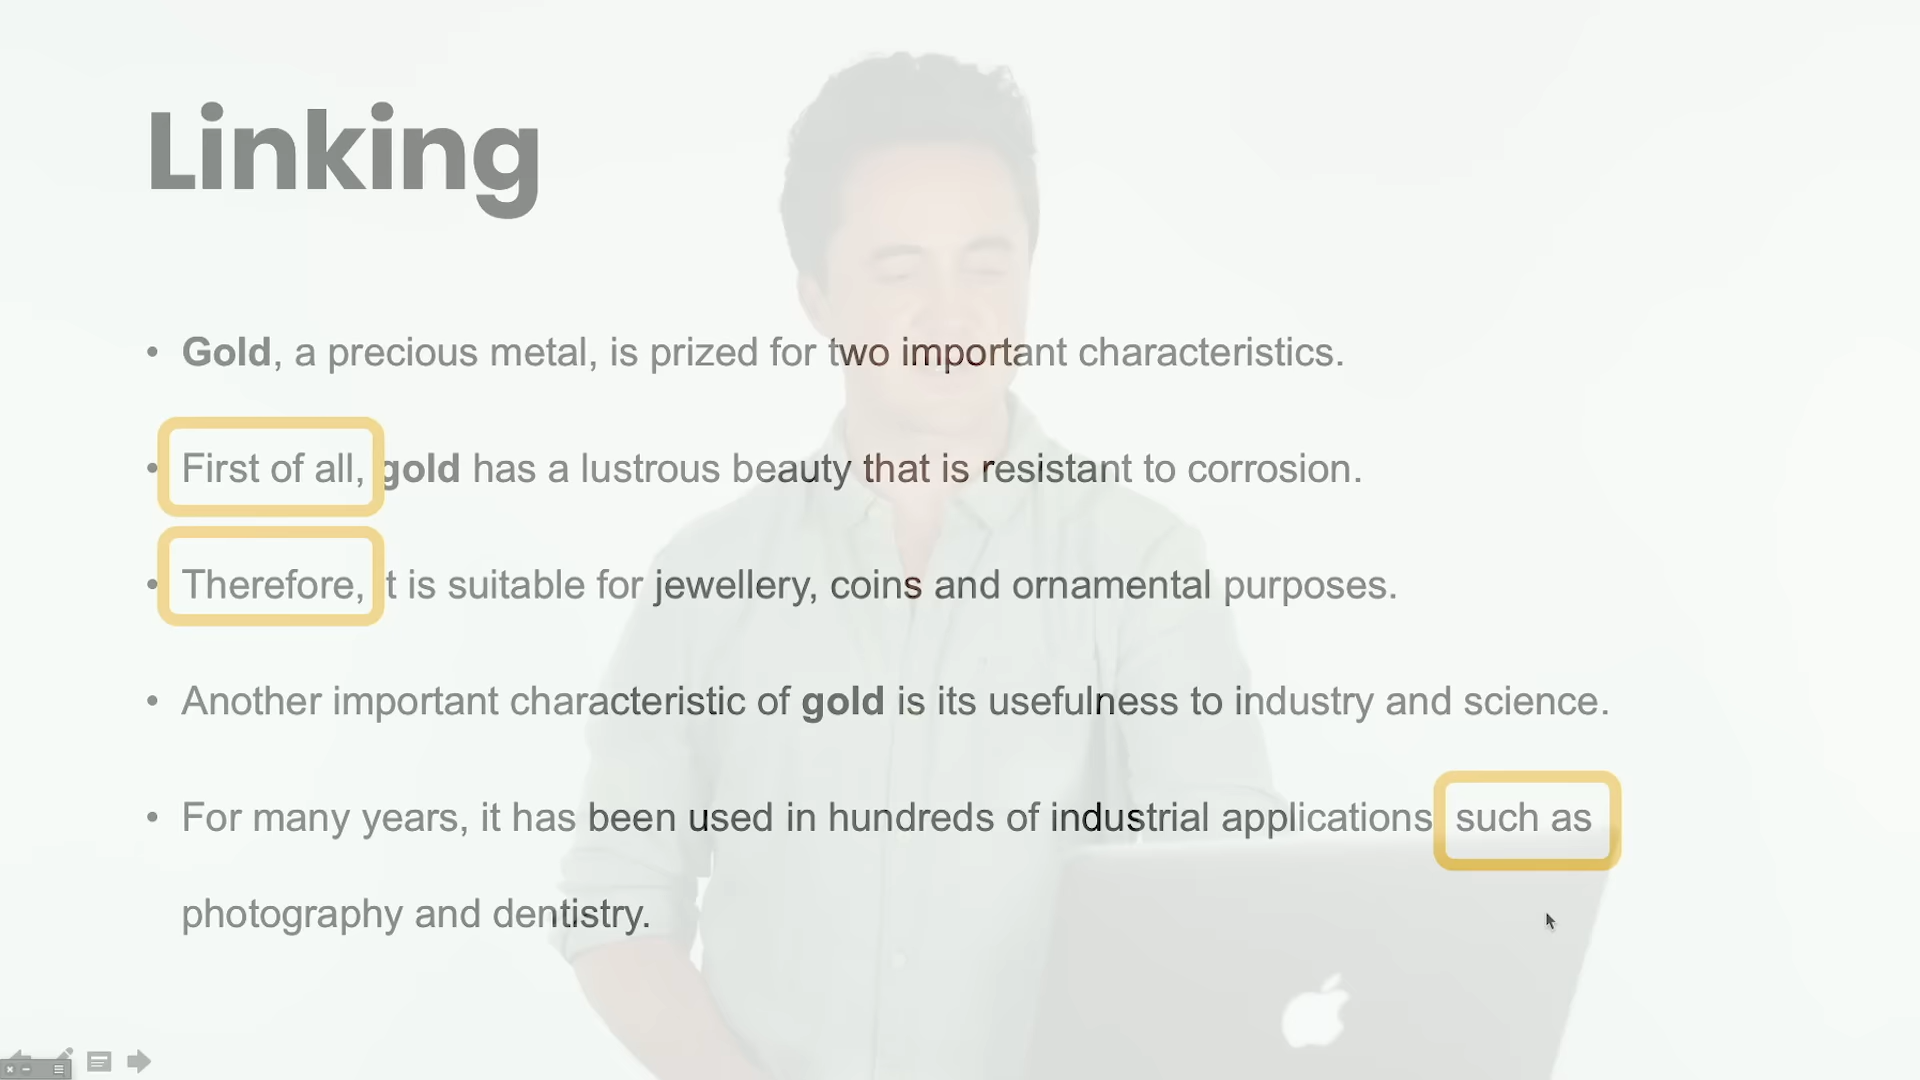 Linking
• Gold, a precious metal, is prized for two important characteristics.
• First of all, gold has a lustrous beauty that is resistant to corrosion.
• Therefore, it is suitable for jewellery, coins and ornamental purposes.
• Another important characteristic of gold is its usefulness to industry and science.
• For many years, it has been used in hundreds of industrial applications such as
photography and dentistry.